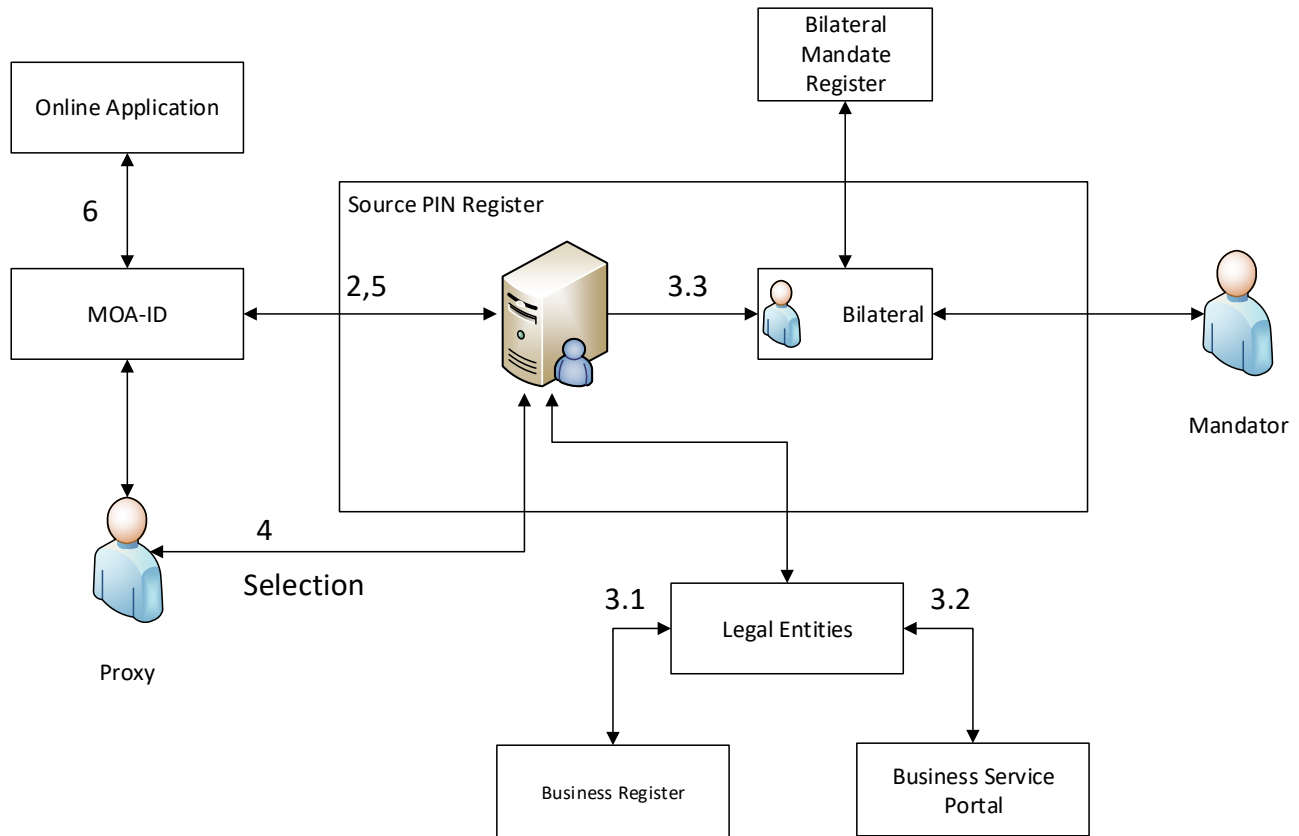 Bilateral
Mandate
Register
Online Application
6
Source PIN Register
MOA-ID
2,5
3.3
Bilateral
Mandator
4
Selection
Proxy
3.1
3.2
Legal Entities
Business Register
Business Service
Portal